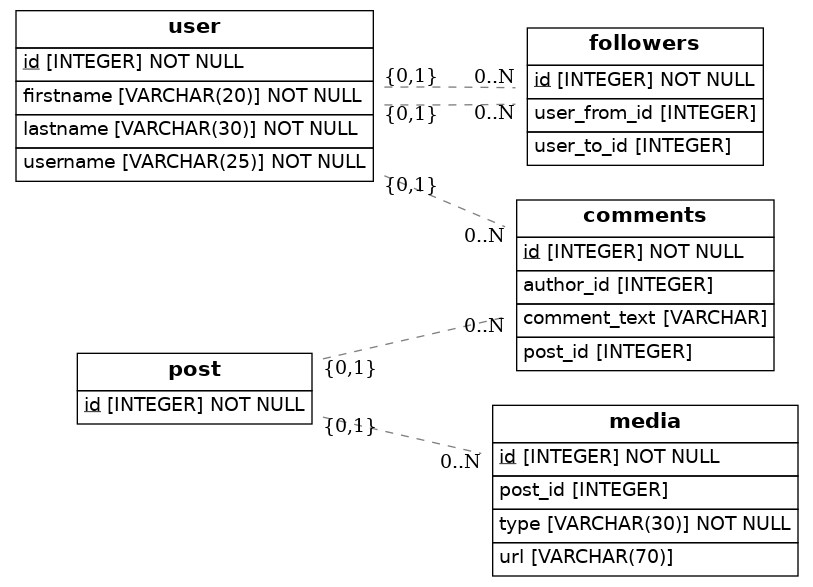 user
id [INTEGER] NOT NULL
firstname [VARCHAR(20)] NOT NULL
lastname [VARCHAR(30)] NOT NULL
username [VARCHAR(25)] NOT NULL
{0,1}
0..N
{0,1}
0..N
followers
id [INTEGER] NOT NULL
user_from_id [INTEGER]
user_to_id [INTEGER]
{0,1}
0..N
comments
id [INTEGER] NOT NULL
author_id [INTEGER]
comment_text [VARCHAR]
post_id [INTEGER]
post
id [INTEGER] NOT NULL
{0,1}
0..N
{0,1}
0..N
media
id [INTEGER] NOT NULL
post_id [INTEGER]
type [VARCHAR(30)] NOT NULL
url [VARCHAR(70)]